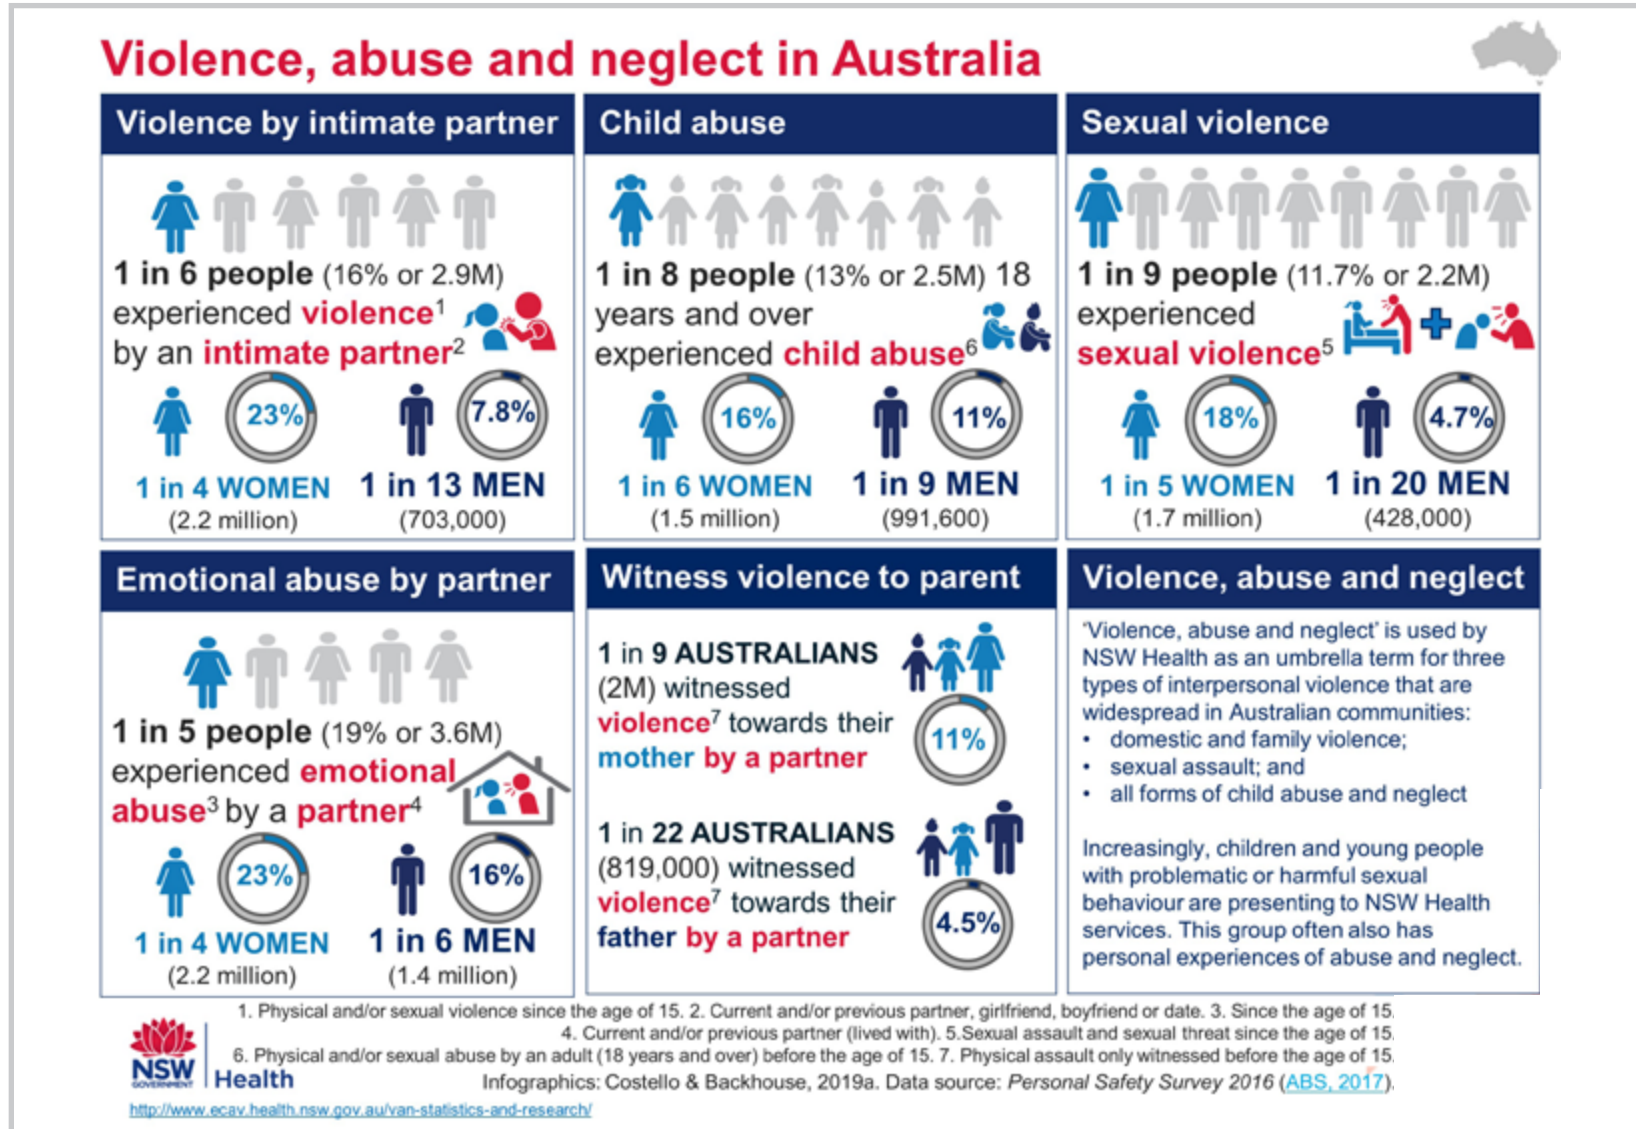 Violence, abuse and neglect in Australia
Violence by intimate partner
1 in 6 people (16% or 2.9M)
experienced violence1
by an intimate partner2
23%
7.8%
1 in 4 WOMEN
1 in 13 MEN
(2.2 million)
(703,000)
Child abuse
1 in 8 people (13% or 2.5M) 18
years and over
experienced child abuse6
16%
11%
1 in 6 WOMEN
1 in 9 MEN
(1.5 million)
(991,600)
Sexual violence
1 in 9 people (11.7% or 2.2M)
experienced
sexual violence5
18%
4.7%
1 in 5 WOMEN
1 in 20 MEN
(1.7 million)
(428,000)
Emotional abuse by partner
1 in 5 people (19% or 3.6M)
experienced emotional
abuse3 by a partner4
23%
16%
1 in 4 WOMEN
1 in 6 MEN
(2.2 million)
(1.4 million)
Witness violence to parent
1 in 9 AUSTRALIANS
(2M) witnessed
violence7 towards their
mother by a partner
11%
1 in 22 AUSTRALIANS
(819,000) witnessed
violence7 towards their
father by a partner
4.5%
Violence, abuse and neglect
‘Violence, abuse and neglect’ is used by
NSW Health as an umbrella term for three
types of interpersonal violence that are
widespread in Australian communities:
• domestic and family violence;
• sexual assault; and
• all forms of child abuse and neglect
Increasingly, children and young people
with problematic or harmful sexual
behaviour are presenting to NSW Health
services. This group often also has
personal experiences of abuse and neglect.
1. Physical and/or sexual violence since the age of 15. 2. Current and/or previous partner, girlfriend, boyfriend or date. 3. Since the age of 15.
4. Current and/or previous partner (lived with). 5.Sexual assault and sexual threat since the age of 15.
6. Physical and/or sexual abuse by an adult (18 years and over) before the age of 15. 7. Physical assault only witnessed before the age of 15.
Infographics: Costello & Backhouse, 2019a. Data source: Personal Safety Survey 2016 (ABS, 2017).
NSW
GOVERNMENT
Health
http://www.ecav.health.nsw.gov.au/van-statistics-and-research/